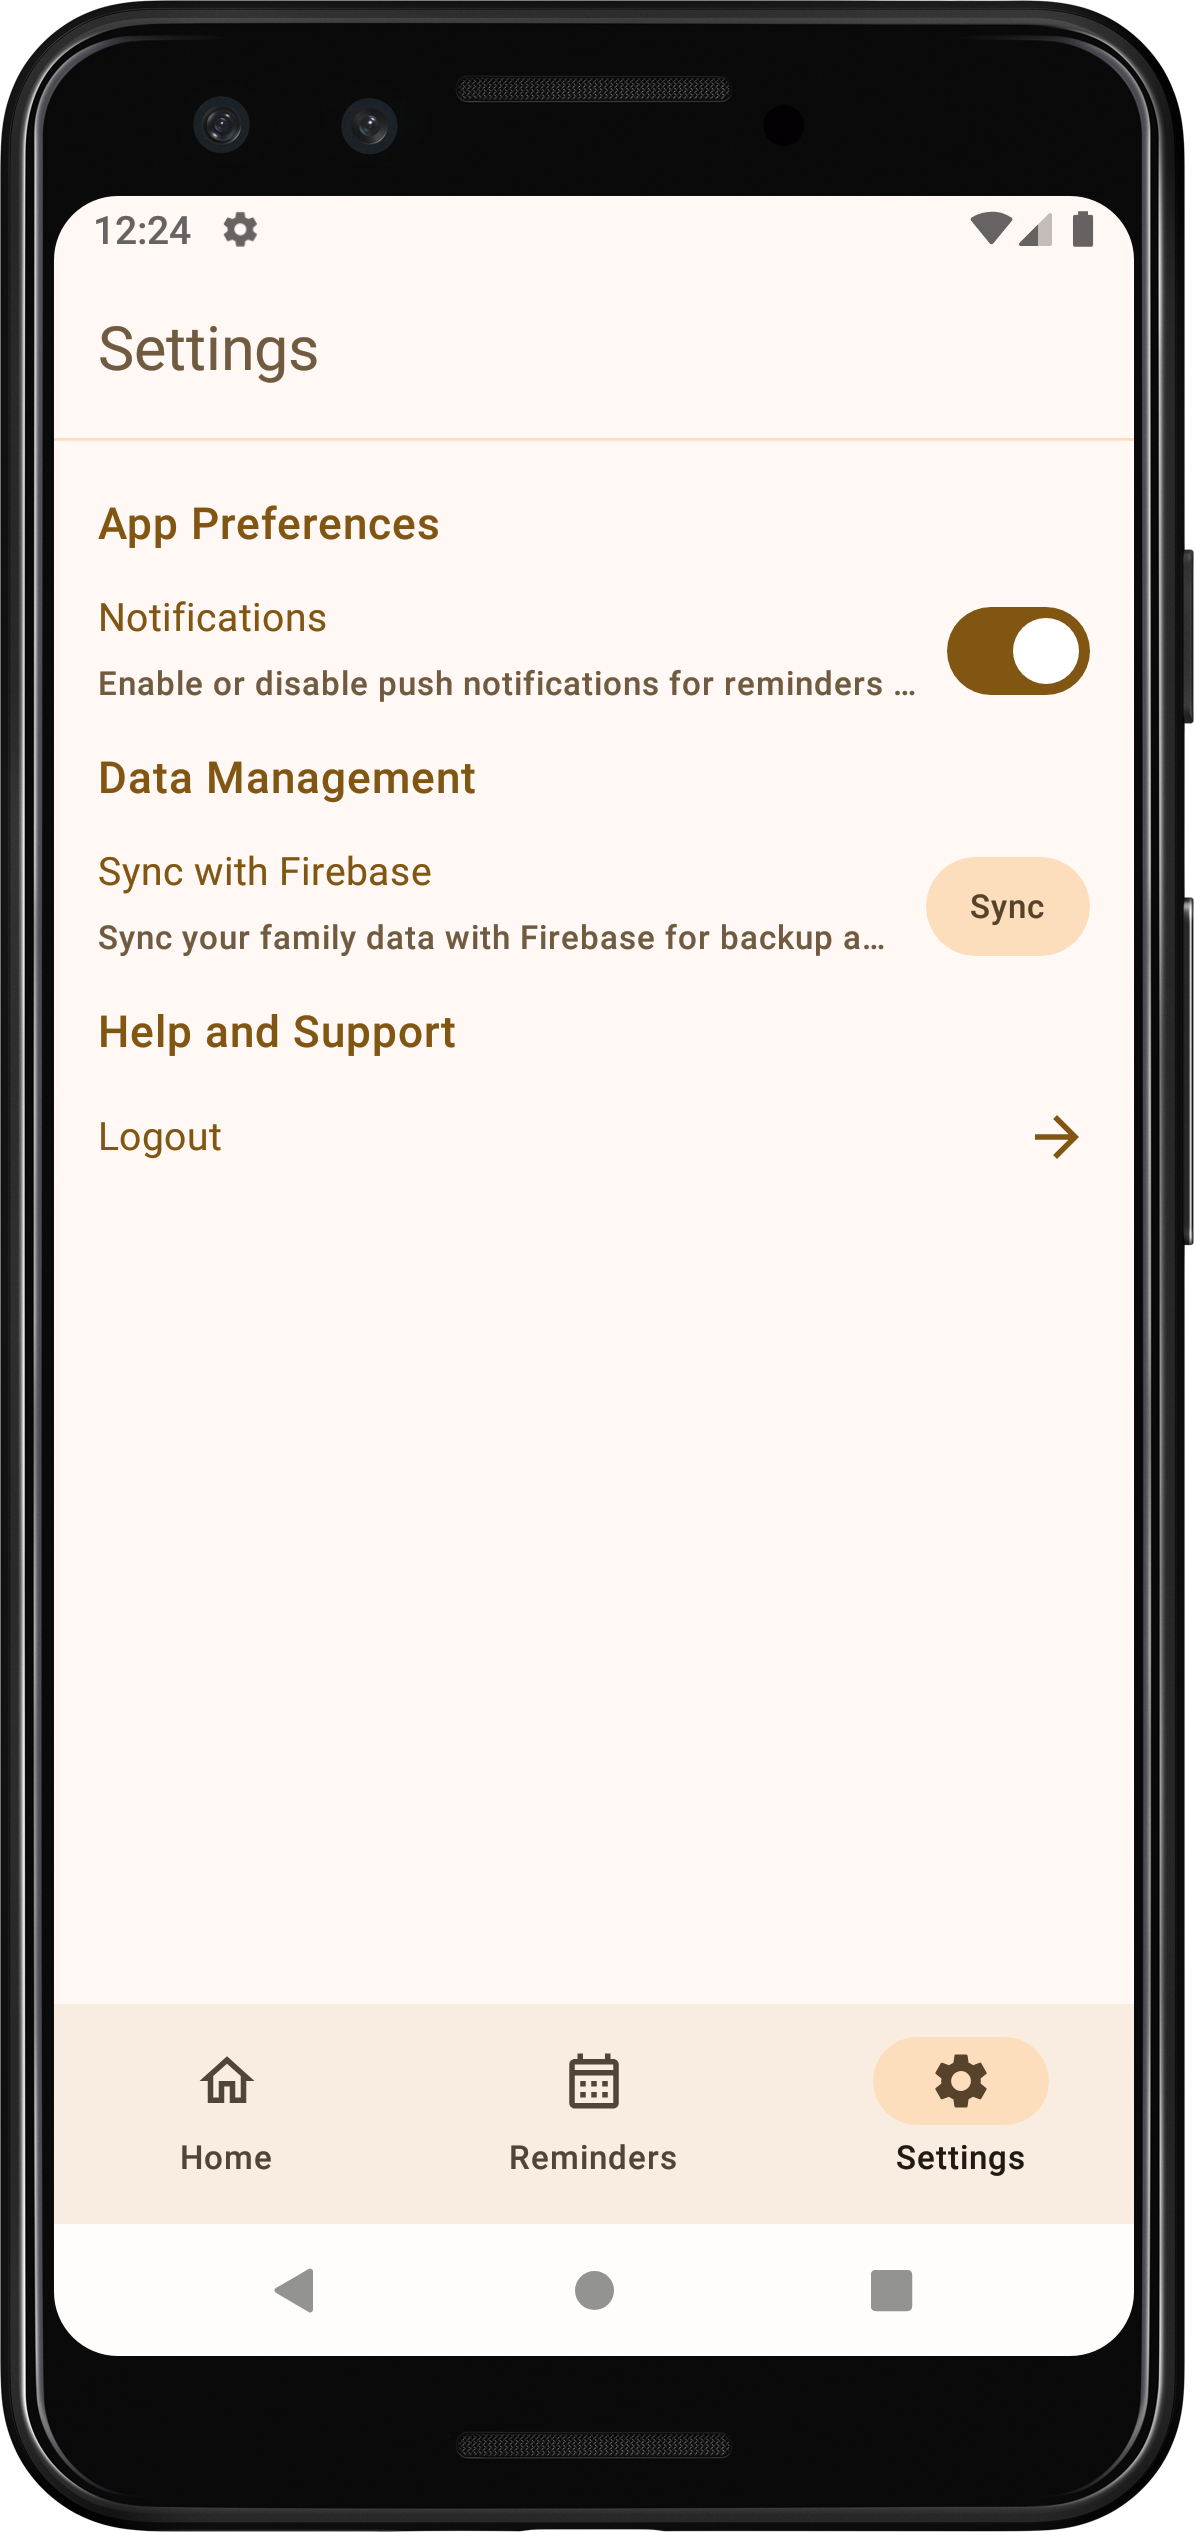 12:24
Settings
App Preferences
Notifications
Enable or disable push notifications for reminders ...
Data Management
Sync with Firebase
Sync your family data with Firebase for backup a...
Sync
Help and Support
Logout
Home
Reminders
Settings